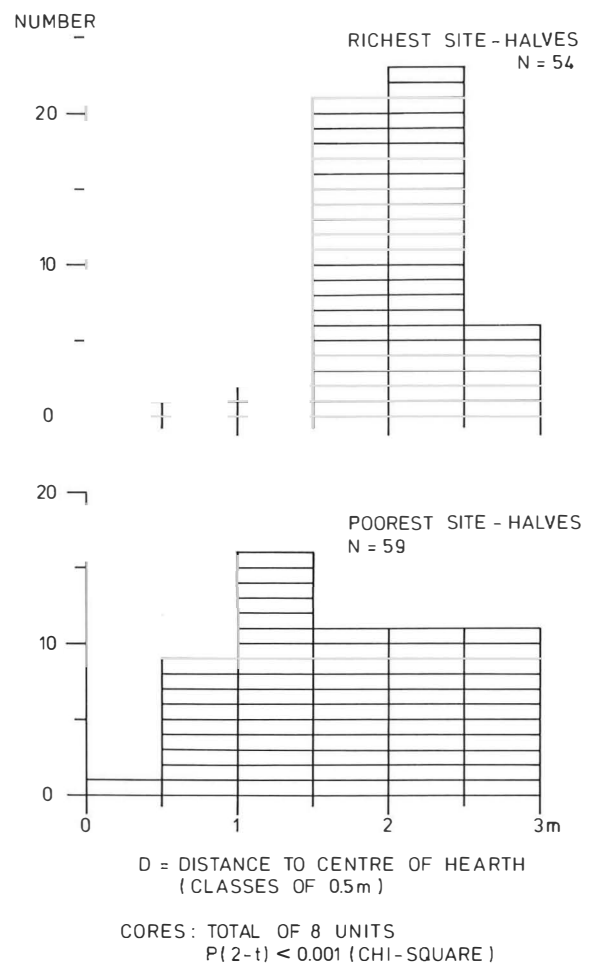 NUMBER
RICHEST SITE-HALVES
N = 54
20
10
0
20
POOREST SITE-HALVES
N = 59
10
0
0 1 2 3m
D = DISTANCE TO CENTRE OF HEARTH
(CLASSES OF 0.5m)
CORES: TOTAL OF 8 UNITS
P(2-t) < 0.001 (CHI-SQUARE)